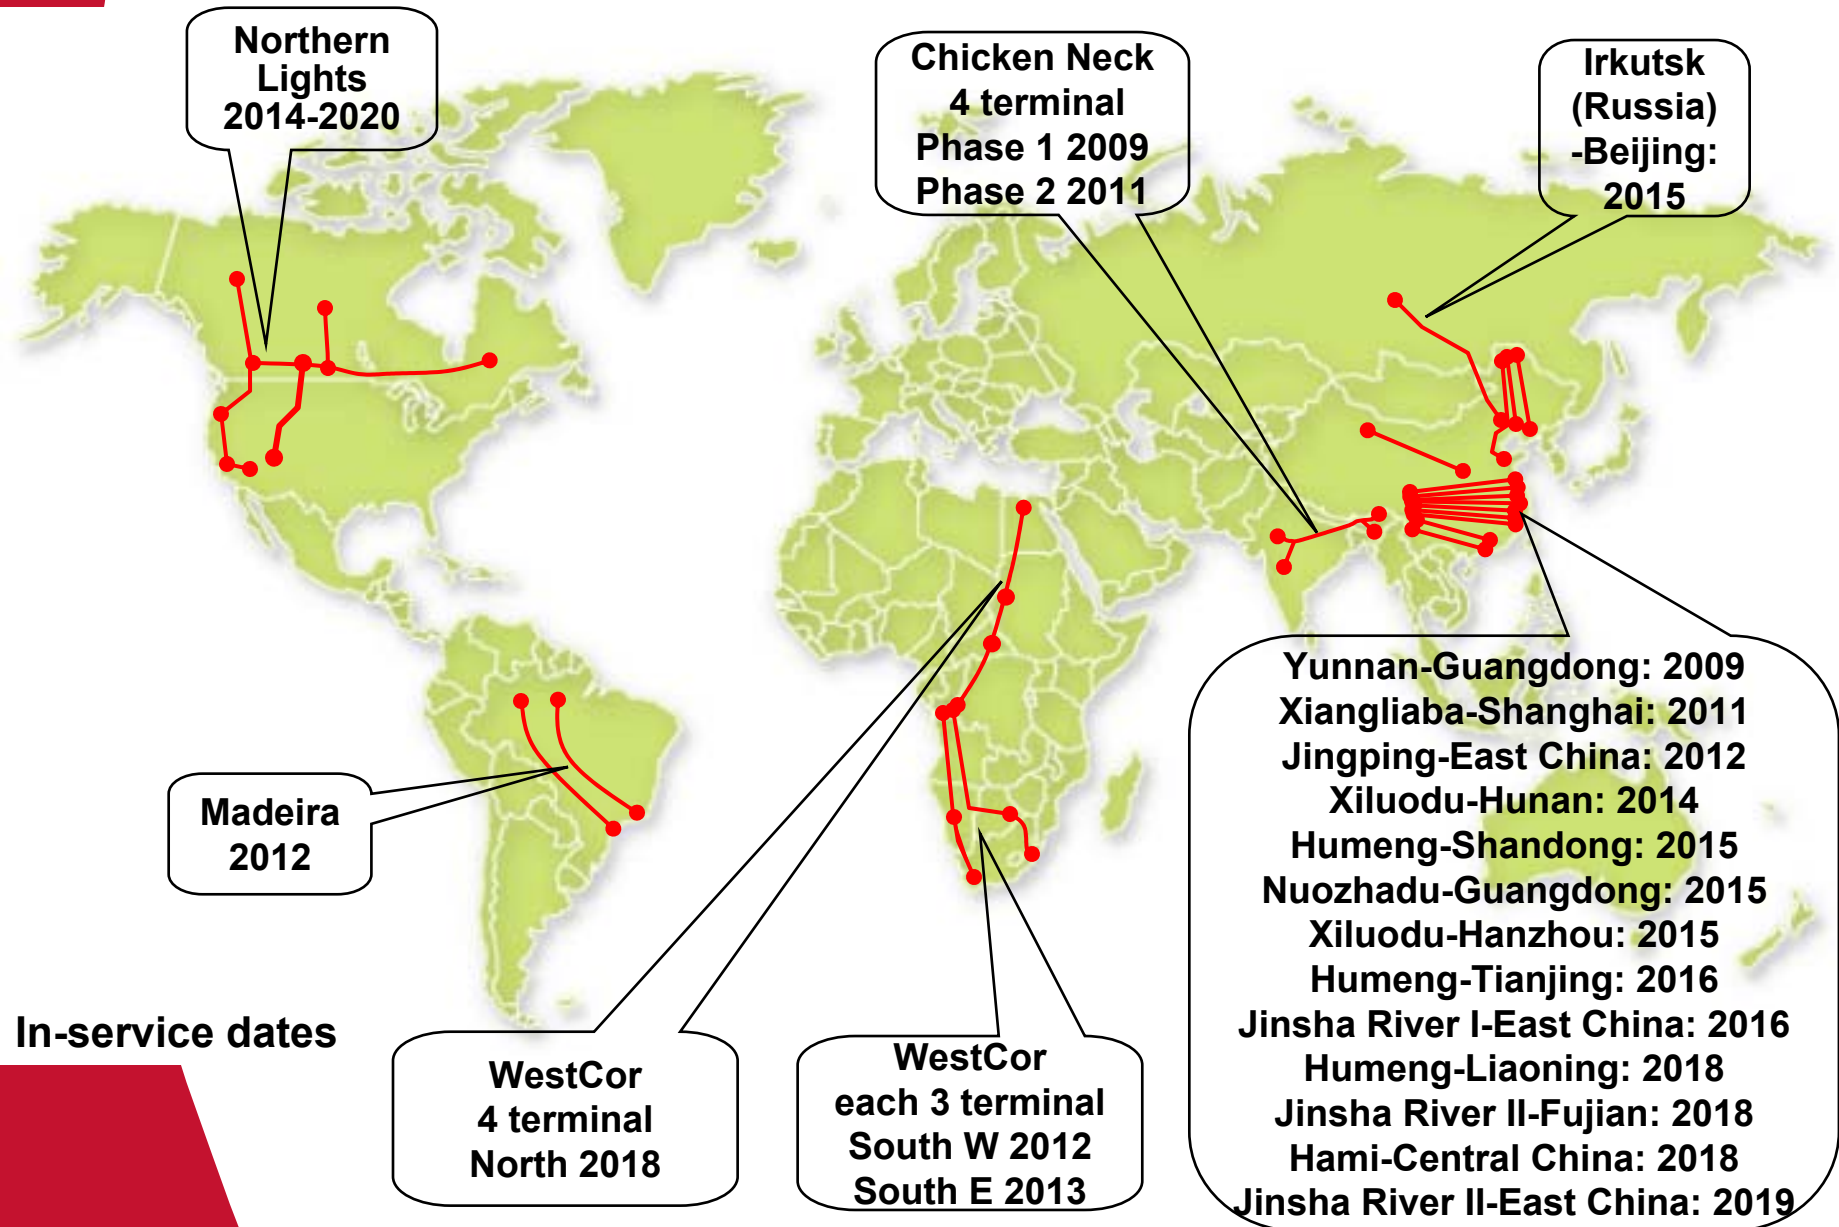 Northern
Lights
2014-2020
Chicken Neck
4 terminal
Phase 1 2009
Phase 2 2011
Irkutsk
(Russia)
-Beijing:
2015
Madeira
2012
In-service dates
WestCor
4 terminal
North 2018
WestCor
each 3 terminal
South W 2012
South E 2013
Yunnan-Guangdong: 2009
Xiangliaba-Shanghai: 2011
Jingping-East China: 2012
Xiluodu-Hunan: 2014
Humeng-Shandong: 2015
Nuozhadu-Guangdong: 2015
Xiluodu-Hanzhou: 2015
Humeng-Tianjing: 2016
Jinsha River I-East China: 2016
Humeng-Liaoning: 2018
Jinsha River II-Fujian: 2018
Hami-Central China: 2018
Jinsha River II-East China: 2019